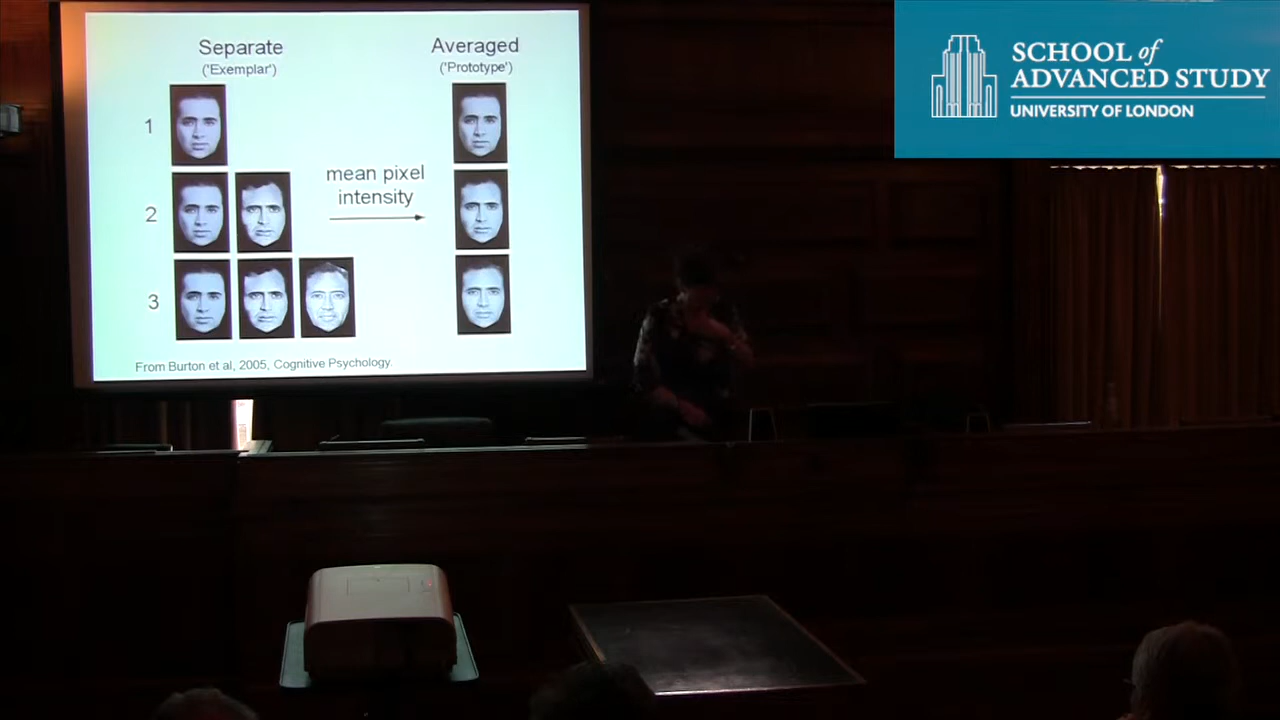 Separate
('Exemplar')
Averaged
('Prototype')
1
mean pixel
intensity
2
3
From Burton et al, 2005, Cognitive Psychology.
SCHOOL of
ADVANCED STUDY
UNIVERSITY OF LONDON